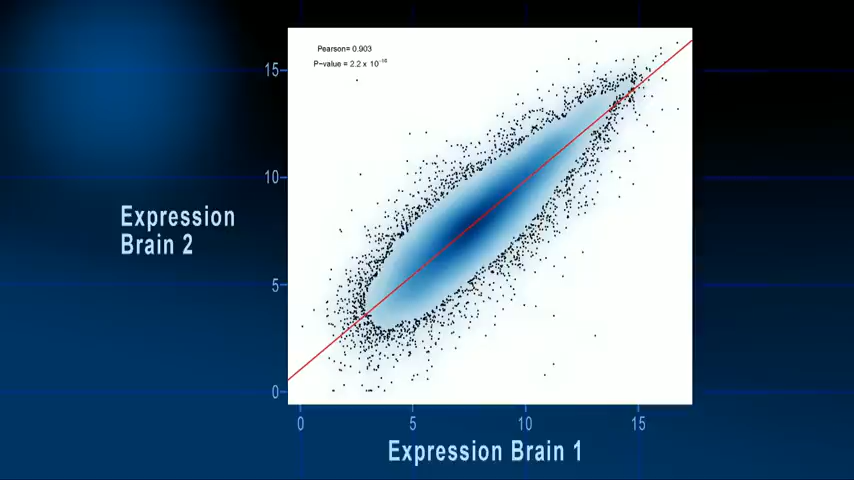 Pearson= 0.903
P-value = 2.2 x 10^-16
15
10
Expression
Brain 2
5
0
0 5 10 15
Expression Brain 1